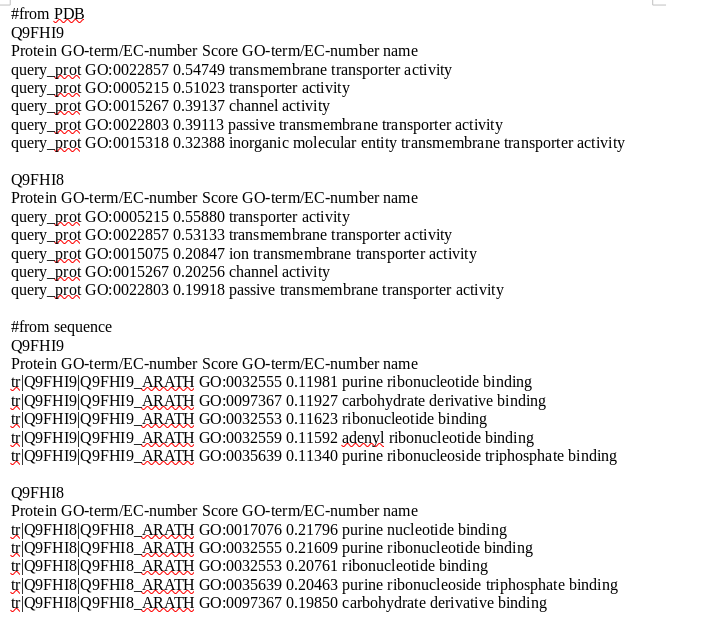 #from PDB
Q9FHI9
Protein GO-term/EC-number Score GO-term/EC-number name
query_prot GO:0022857 0.54749 transmembrane transporter activity
query_prot GO:0005215 0.51023 transporter activity
query_prot GO:0015267 0.39137 channel activity
query_prot GO:0022803 0.39113 passive transmembrane transporter activity
query_prot GO:0015318 0.32388 inorganic molecular entity transmembrane transporter activity
Q9FHI8
Protein GO-term/EC-number Score GO-term/EC-number name
query_prot GO:0005215 0.55880 transporter activity
query_prot GO:0022857 0.53133 transmembrane transporter activity
query_prot GO:0015075 0.20847 ion transmembrane transporter activity
query_prot GO:0015267 0.20256 channel activity
query_prot GO:0022803 0.19918 passive transmembrane transporter activity
#from sequence
Q9FHI9
Protein GO-term/EC-number Score GO-term/EC-number name
tr|Q9FHI9|Q9FHI9_ARATH GO:0032555 0.11981 purine ribonucleotide binding
tr|Q9FHI9|Q9FHI9_ARATH GO:0097367 0.11927 carbohydrate derivative binding
tr|Q9FHI9|Q9FHI9_ARATH GO:0032553 0.11623 ribonucleotide binding
tr|Q9FHI9|Q9FHI9_ARATH GO:0032559 0.11592 adenyl ribonucleotide binding
tr|Q9FHI9|Q9FHI9_ARATH GO:0035639 0.11340 purine ribonucleoside triphosphate binding
Q9FHI8
Protein GO-term/EC-number Score GO-term/EC-number name
tr|Q9FHI8|Q9FHI8_ARATH GO:0017076 0.21796 purine nucleotide binding
tr|Q9FHI8|Q9FHI8_ARATH GO:0032555 0.21609 purine ribonucleotide binding
tr|Q9FHI8|Q9FHI8_ARATH GO:0032553 0.20761 ribonucleotide binding
tr|Q9FHI8|Q9FHI8_ARATH GO:0035639 0.20463 purine ribonucleoside triphosphate binding
tr|Q9FHI8|Q9FHI8_ARATH GO:0097367 0.19850 carbohydrate derivative binding